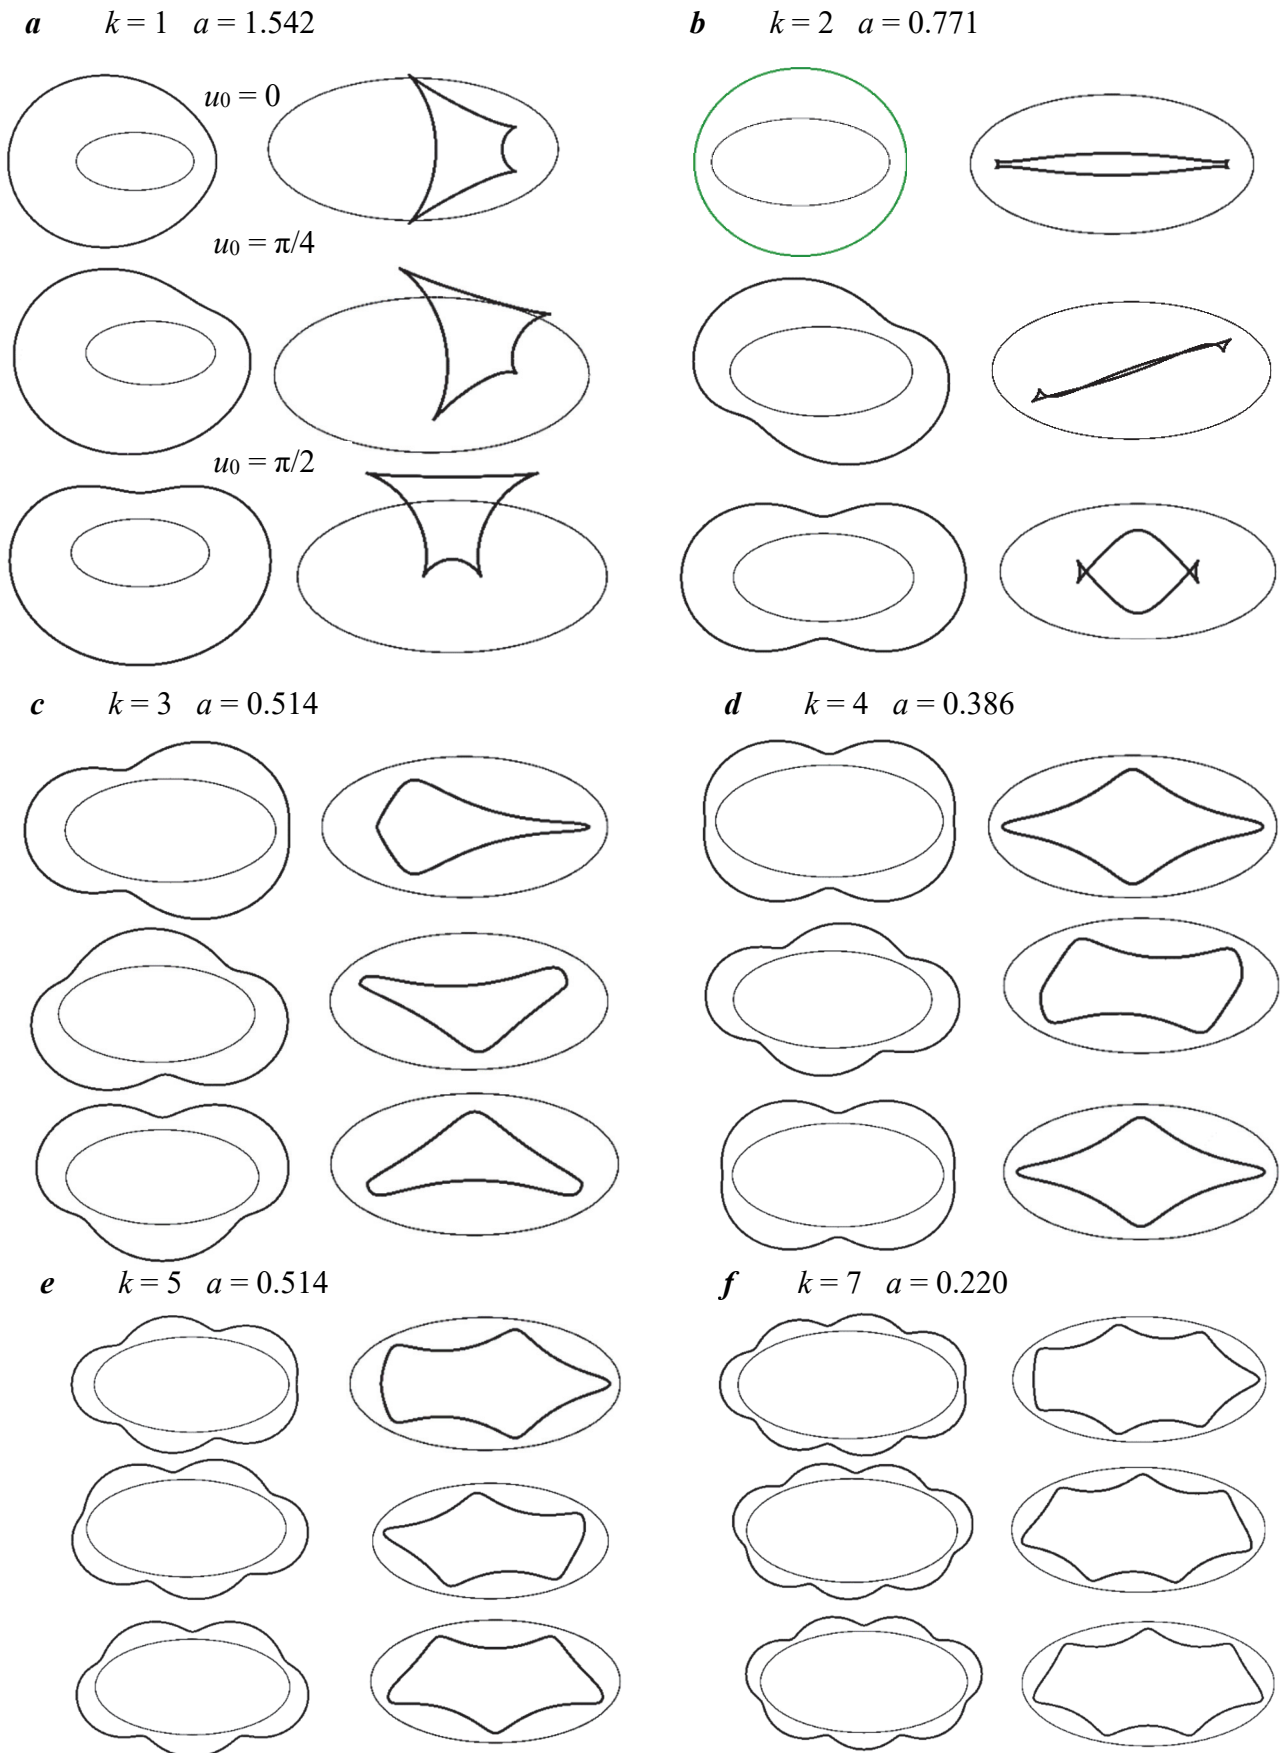 a k = 1 a = 1.542
b k = 2 a = 0.771
u0 = 0
u0 = π/4
u0 = π/2
c k = 3 a = 0.514
d k = 4 a = 0.386
e k = 5 a = 0.514
f k = 7 a = 0.220